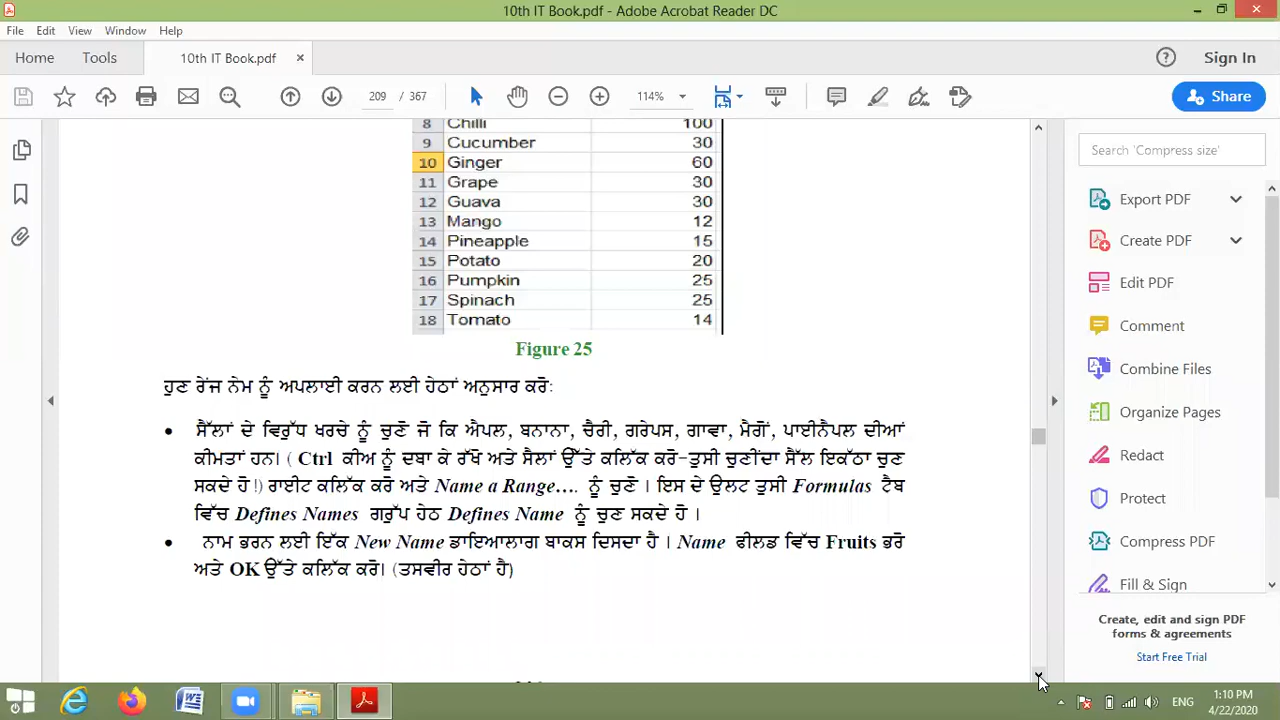 10th IT Book.pdf - Adobe Acrobat Reader DC
File Edit View Window Help
Home Tools 10th IT Book.pdf × Sign In
209 / 367 114% Share
8 Chilli 100
9 Cucumber 30
10 Ginger 60
11 Grape 30
12 Guava 30
13 Mango 12
14 Pineapple 15
15 Potato 20
16 Pumpkin 25
17 Spinach 25
18 Tomato 14
Figure 25
ਹੁਣ ਰੇਂਜ ਨੇਮ ਨੂੰ ਅਪਲਾਈ ਕਰਨ ਲਈ ਹੇਠਾਂ ਅਨੁਸਾਰ ਕਰੋ:
• ਸੈੱਲਾਂ ਦੇ ਵਿਰੁੱਧ ਖਰਚੇ ਨੂੰ ਚੁਣੋ ਜੋ ਕਿ ਐਪਲ, ਬਨਾਨਾ, ਚੈਰੀ, ਗਰੇਪਸ, ਗਾਵਾ, ਮੈਗੋਂ, ਪਾਈਨੈਪਲ ਦੀਆਂ
ਕੀਮਤਾਂ ਹਨ। ( Ctrl ਕੀਅ ਨੂੰ ਦਬਾ ਕੇ ਰੱਖੋ ਅਤੇ ਸੈਲਾਂ ਉੱਤੇ ਕਲਿੱਕ ਕਰੋ-ਤੁਸੀ ਚੁਣੀਂਦਾ ਸੈੱਲ ਇਕੱਠਾ ਚੁਣ
ਸਕਦੇ ਹੋ !) ਰਾਈਟ ਕਲਿੱਕ ਕਰੋ ਅਤੇ Name a Range…. ਨੂੰ ਚੁਣੋ । ਇਸ ਦੇ ਉਲਟ ਤੁਸੀ Formulas ਟੈਬ
ਵਿੱਚ Defines Names ਗਰੁੱਪ ਹੇਠ Defines Name ਨੂੰ ਚੁਣ ਸਕਦੇ ਹੋ ।
• ਨਾਮ ਭਰਨ ਲਈ ਇੱਕ New Name ਡਾਇਆਲਾਗ ਬਾਕਸ ਦਿਸਦਾ ਹੈ । Name ਫੀਲਡ ਵਿੱਚ Fruits ਭਰੋ
ਅਤੇ OK ਉੱਤੇ ਕਲਿੱਕ ਕਰੋ। (ਤਸਵੀਰ ਹੇਠਾਂ ਹੈ)
Search 'Compress size'
Export PDF
Create PDF
Edit PDF
Comment
Combine Files
Organize Pages
Redact
Protect
Compress PDF
Fill & Sign
Create, edit and sign PDF
forms & agreements
Start Free Trial
ENG
1:10 PM
4/22/2020